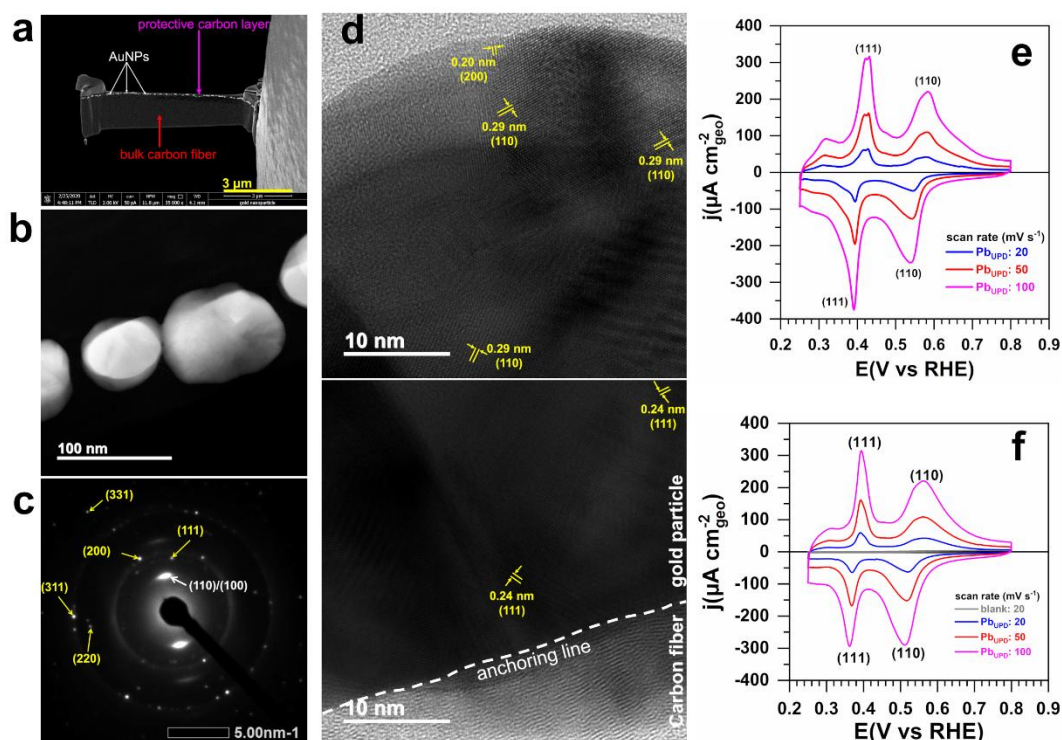 a
protective carbon layer
AuNPs
bulk carbon fiber
3 µm
2/25/2020
gold nanoparticle
b
100 nm
c
(331)
(200)
(111)
(110)/(100)
(311)
(220)
5.00nm-1
d
0.20 nm
(200)
0.29 nm
(110)
0.29 nm
(110)
0.29 nm
(110)
10 nm
0.24 nm
(111)
0.24 nm
(111)
anchoring line
gold particle
Carbon fiber
10 nm
e
400
300
200
100
0
-100
-200
-300
-400
j(µA cm-2geo)
(111)
(110)
(111)
(110)
scan rate (mV s-1)
PbUPD: 20
PbUPD: 50
PbUPD: 100
0.2 0.3 0.4 0.5 0.6 0.7 0.8 0.9
E(V vs RHE)
f
400
300
200
100
0
-100
-200
-300
-400
j(µA cm-2geo)
(111)
(110)
(111)
(110)
scan rate (mV s-1)
blank: 20
PbUPD: 20
PbUPD: 50
PbUPD: 100
0.2 0.3 0.4 0.5 0.6 0.7 0.8 0.9
E(V vs RHE)